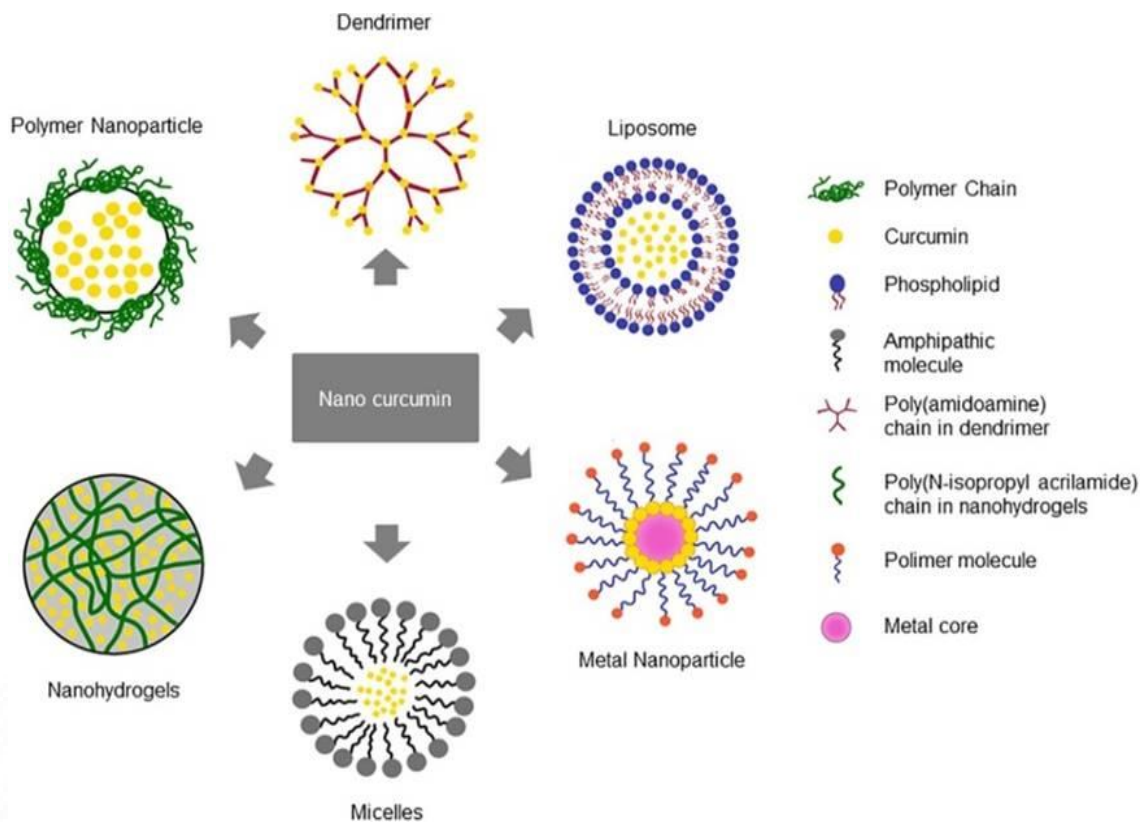 Dendrimer
Polymer Nanoparticle
Liposome
Nano curcumin
Nanohydrogels
Micelles
Metal Nanoparticle
Polymer Chain
Curcumin
Phospholipid
Amphipathic
molecule
Poly(amidoamine)
chain in dendrimer
Poly(N-isopropyl acrilamide)
chain in nanohydrogels
Polimer molecule
Metal core